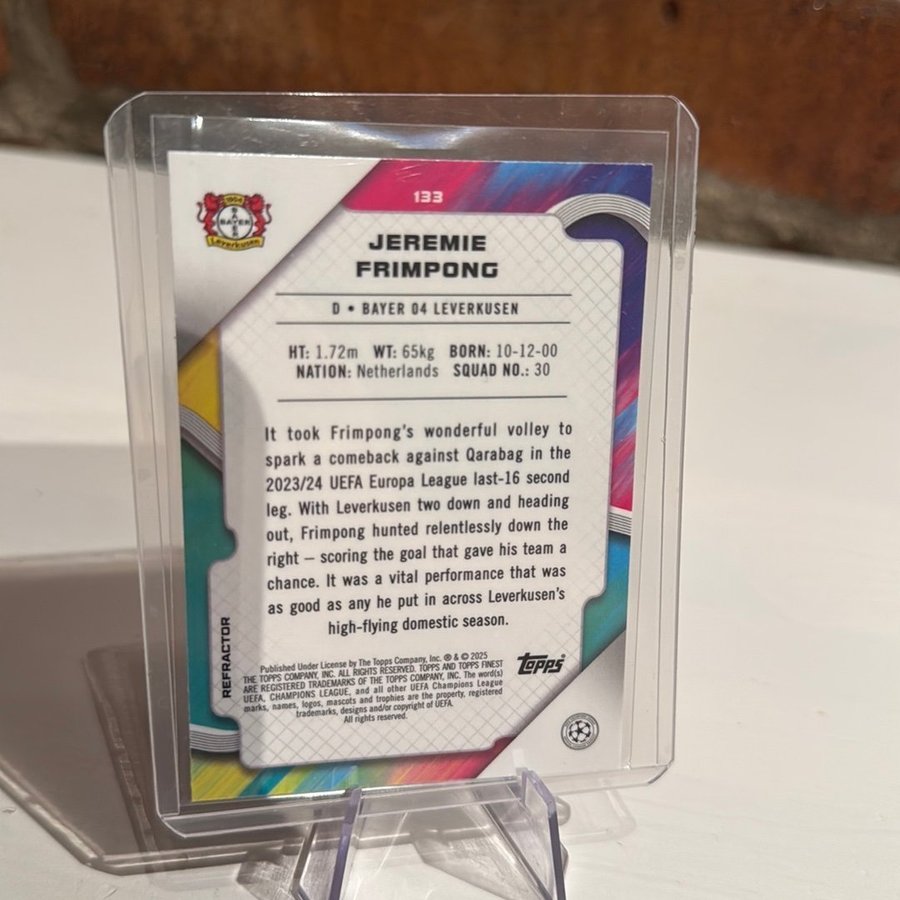 133
1904
BAYER
Leverkusen
JEREMIE
FRIMPONG
D • BAYER 04 LEVERKUSEN
HT: 1.72m WT: 65kg BORN: 10-12-00
NATION: Netherlands SQUAD NO.: 30
It took Frimpong's wonderful volley to
spark a comeback against Qarabag in the
2023/24 UEFA Europa League last-16 second
leg. With Leverkusen two down and heading
out, Frimpong hunted relentlessly down the
right – scoring the goal that gave his team a
chance. It was a vital performance that was
as good as any he put in across Leverkusen's
high-flying domestic season.
REFRACTOR
Published Under License by The Topps Company, Inc. ® & © 2025
THE TOPPS COMPANY, INC. ALL RIGHTS RESERVED. TOPPS AND TOPPS FINEST
ARE REGISTERED TRADEMARKS OF THE TOPPS COMPANY, INC. The word(s)
UEFA, CHAMPIONS LEAGUE, and all other UEFA Champions League
marks, names, logos, mascots and trophies are the property, registered
trademarks, designs and/or copyright of UEFA.
All rights reserved.
TOPPS